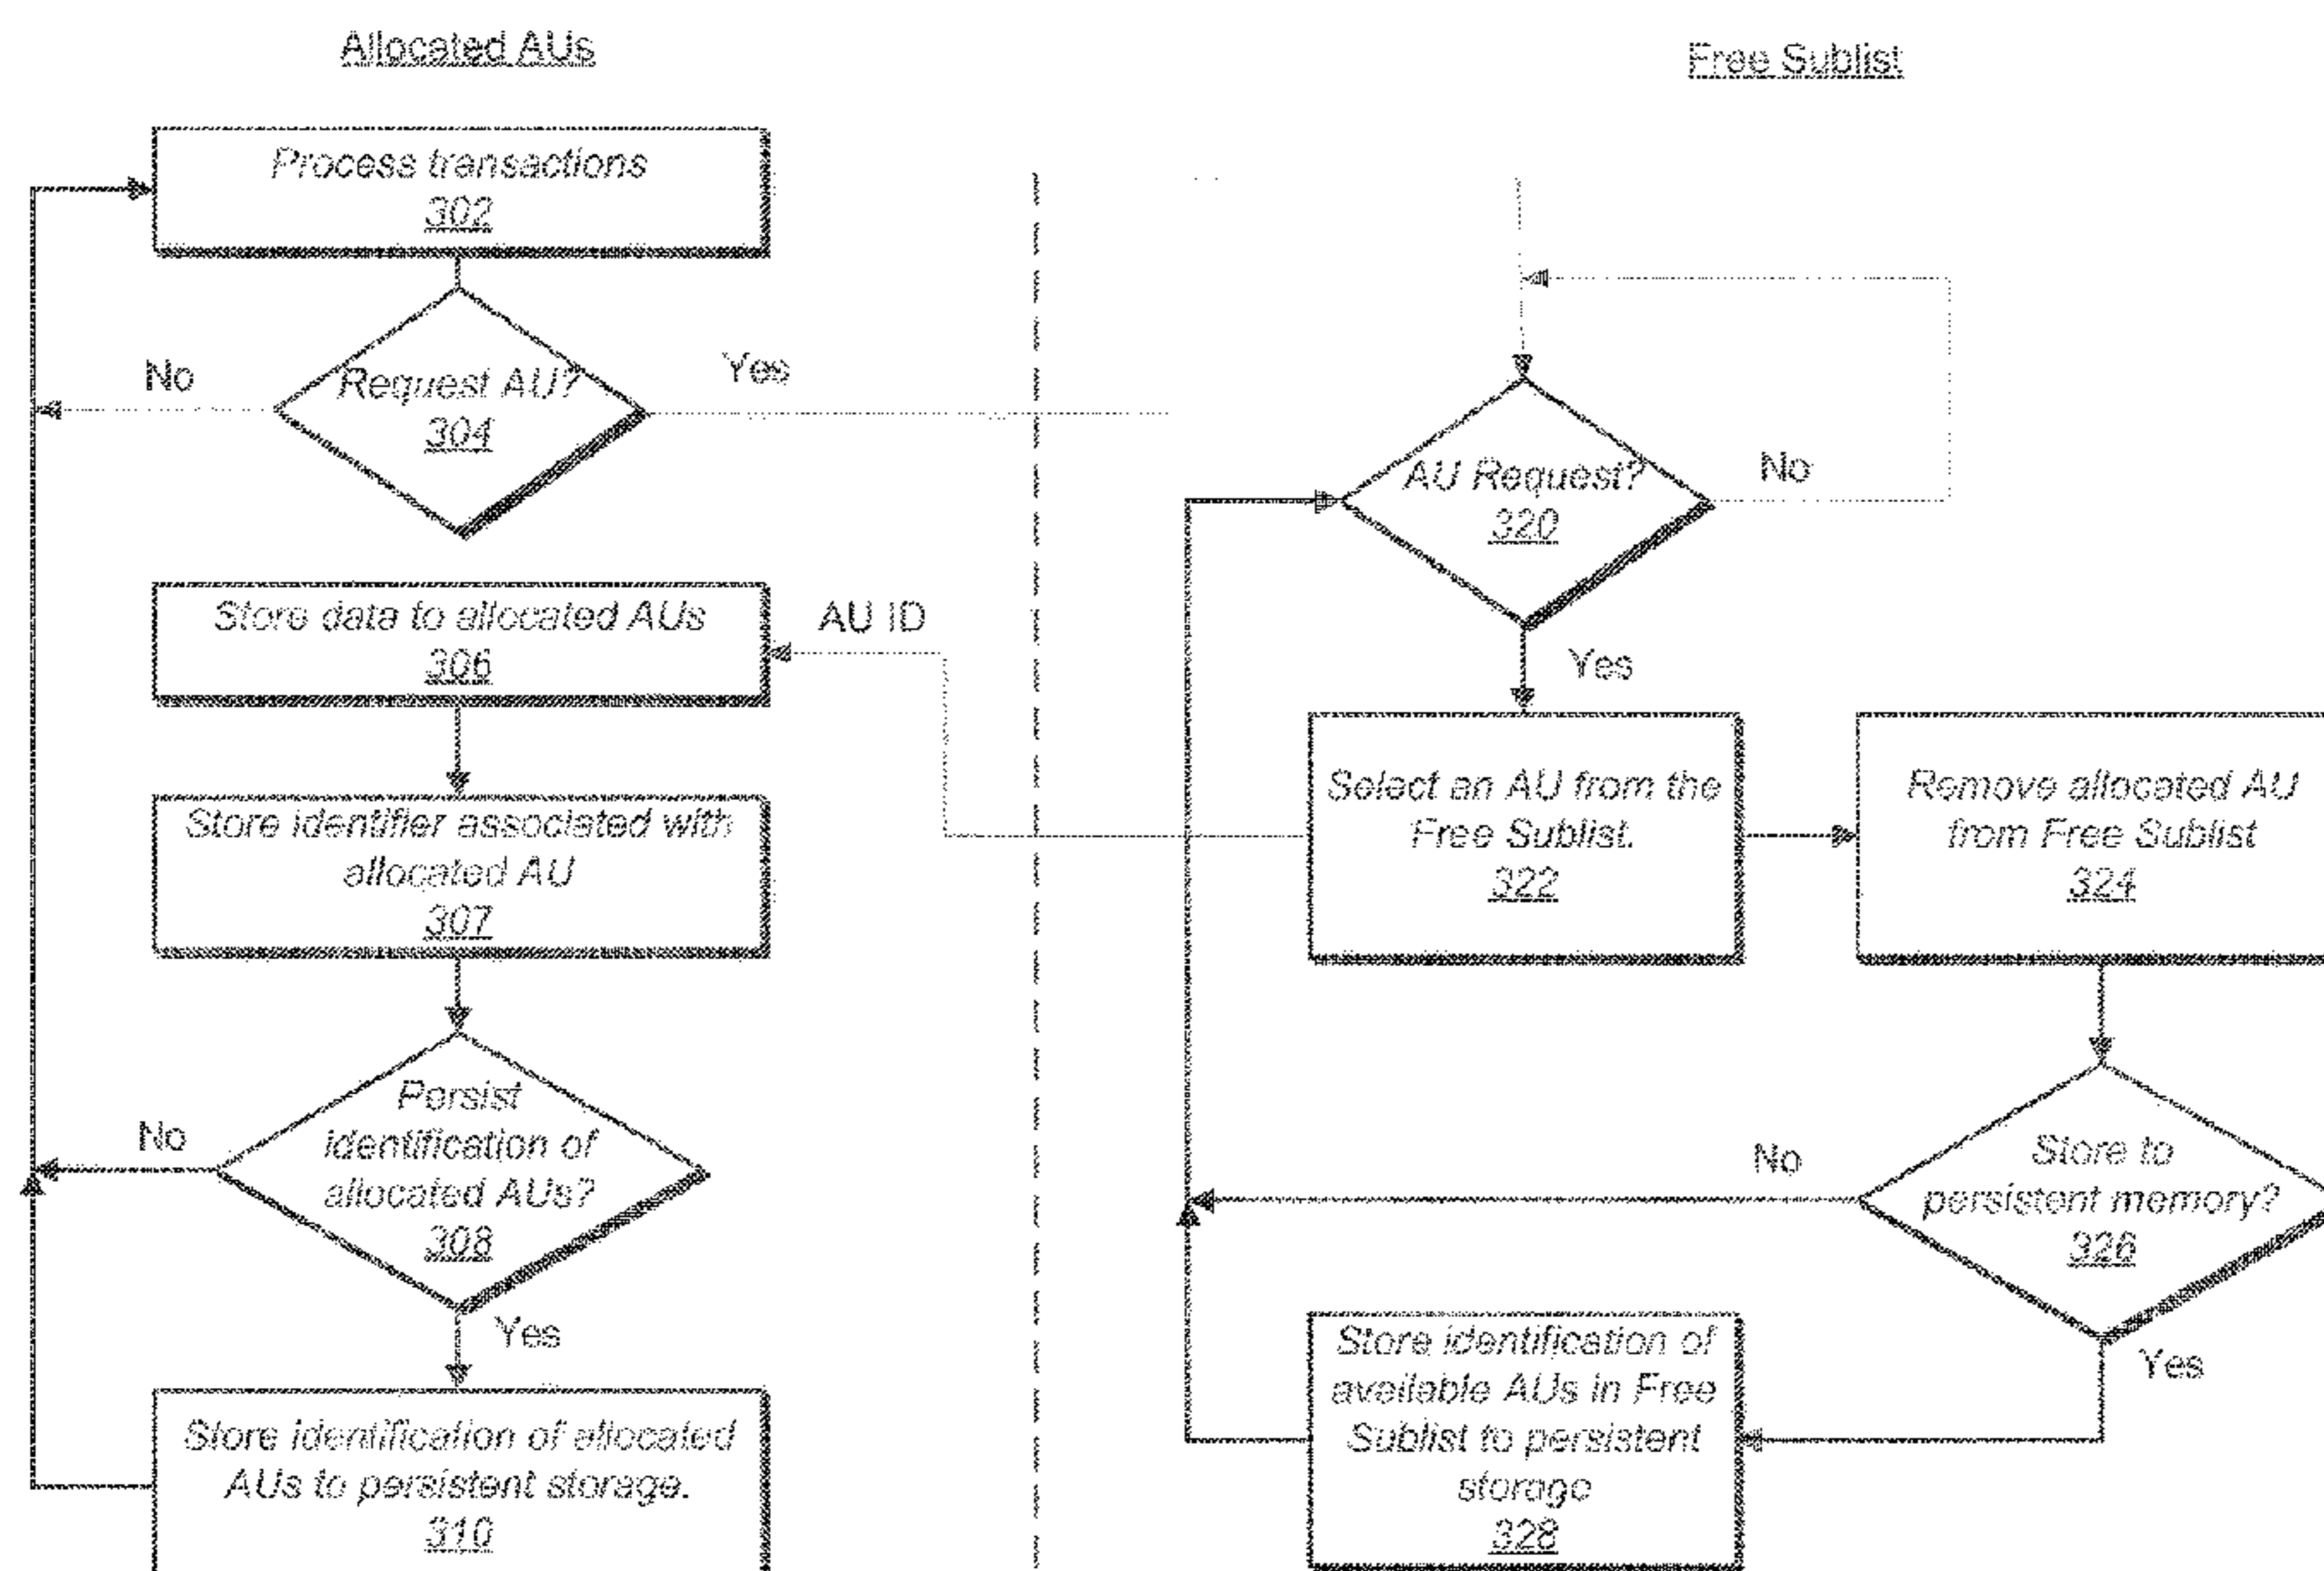 Allocated AUs
Process transactions
302
No
Request AU?
304
Yes
Store data to allocated AUs
306
AU ID
Store identifier associated with
allocated AU
307
No
Persist
identification of
allocated AUs?
308
Yes
Store identification of allocated
AUs to persistent storage.
310
Free Sublist
AU Request?
320
No
Yes
Select an AU from the
Free Sublist.
322
Remove allocated AU
from Free Sublist
324
No
Store to
persistent memory?
326
Yes
Store identification of
available AUs in Free
Sublist to persistent
storage
328